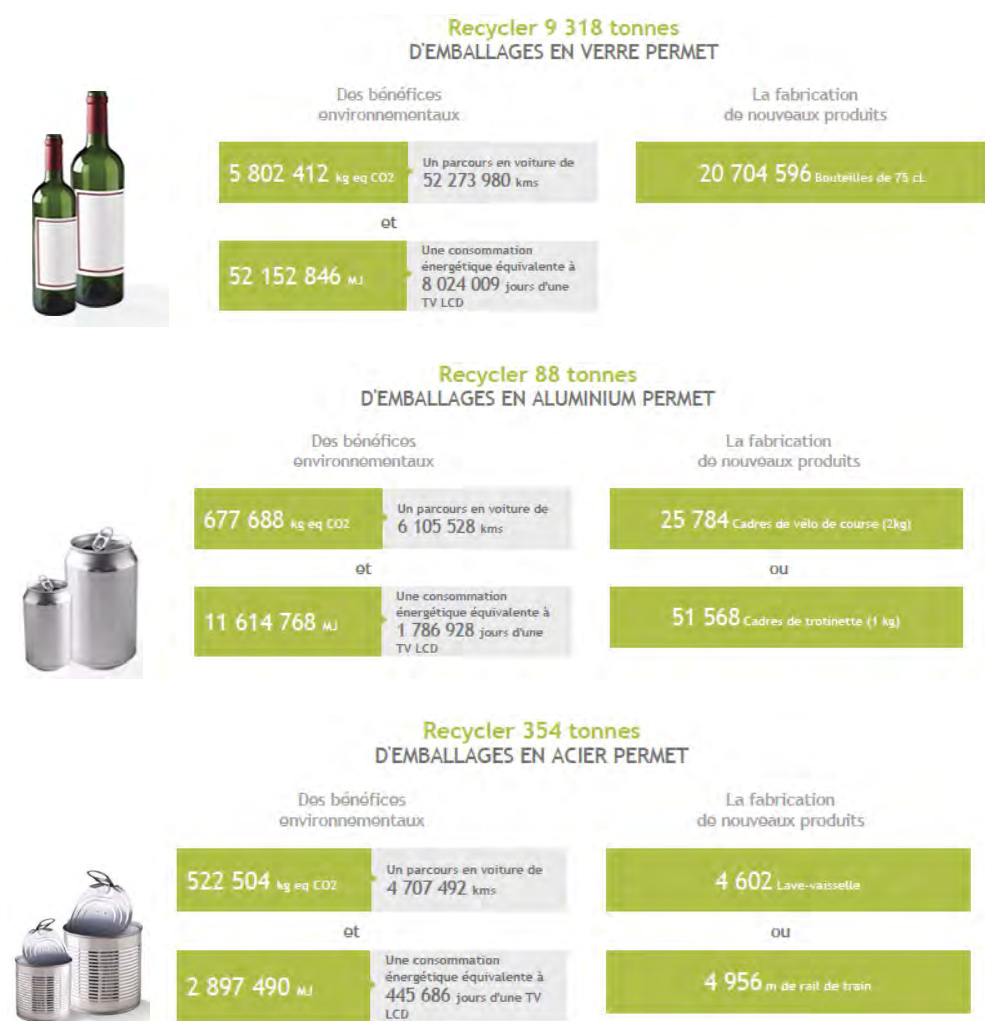 Recycler 9 318 tonnes
D'EMBALLAGES EN VERRE PERMET
Des bénéfices
environnementaux
La fabrication
de nouveaux produits
5 802 412 kg eq CO2
Un parcours en voiture de
52 273 980 kms
20 704 596 Bouteilles de 75 cL
et
52 152 846 MJ
Une consommation
énergétique équivalente à
8 024 009 jours d'une
TV LCD
Recycler 88 tonnes
D'EMBALLAGES EN ALUMINIUM PERMET
Des bénéfices
environnementaux
La fabrication
de nouveaux produits
677 688 kg eq CO2
Un parcours en voiture de
6 105 528 kms
25 784 Cadres de vélo de course (2kg)
et
ou
11 614 768 MJ
Une consommation
énergétique équivalente à
1 786 928 jours d'une
TV LCD
51 568 Cadres de trotinette (1 kg)
Recycler 354 tonnes
D'EMBALLAGES EN ACIER PERMET
Des bénéfices
environnementaux
La fabrication
de nouveaux produits
522 504 kg eq CO2
Un parcours en voiture de
4 707 492 kms
4 602 Lave-vaisselle
et
ou
2 897 490 MJ
Une consommation
énergétique équivalente à
445 686 jours d'une TV
LCD
4 956 m de rail de train